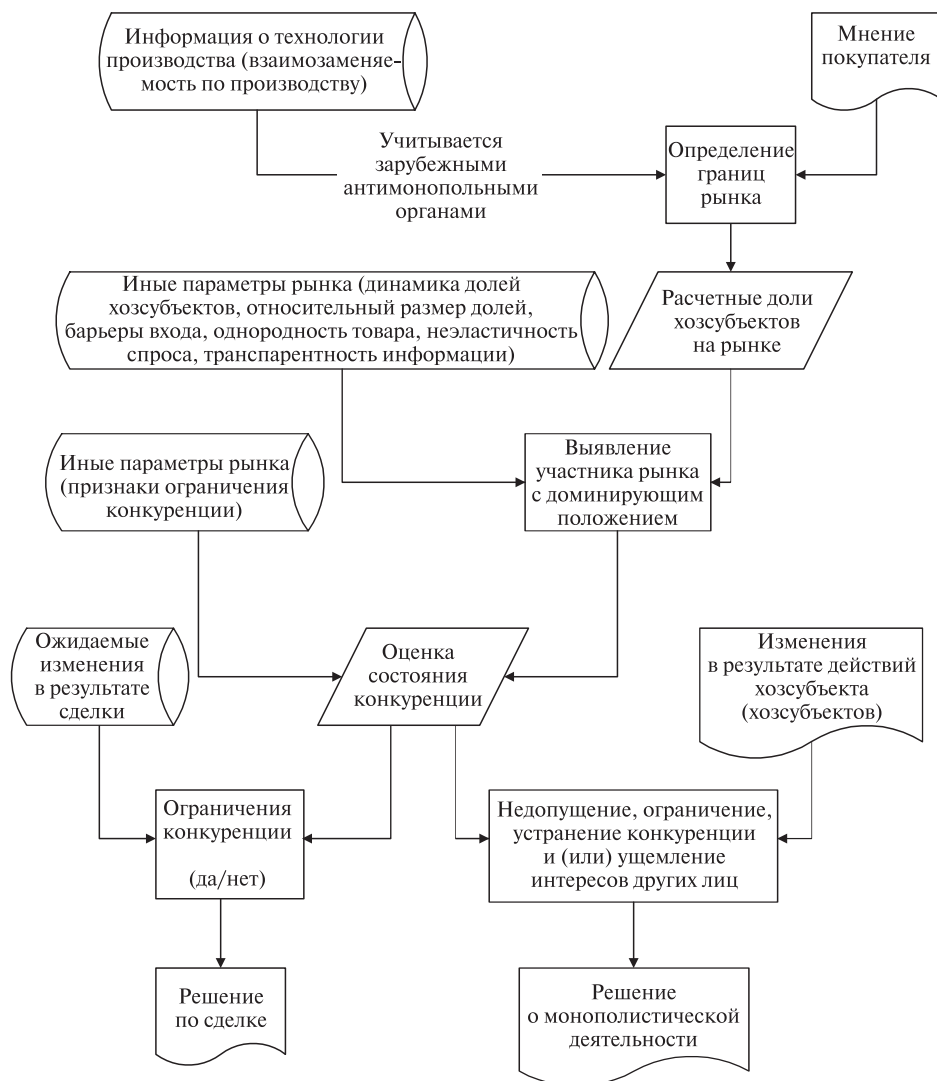 Информация о технологии
производства (взаимозаменяе-
мость по производству)
Мнение
покупателя
Учитывается
зарубежными
антимонопольными
органами
Определение
границ
рынка
Иные параметры рынка (динамика долей
хозсубъектов, относительный размер долей,
барьеры входа, однородность товара, неэластичность
спроса, транспарентность информации)
Расчетные доли
хозсубъектов
на рынке
Иные параметры рынка
(признаки ограничения
конкуренции)
Выявление
участника рынка
с доминирующим
положением
Ожидаемые
изменения
в результате
сделки
Оценка
состояния
конкуренции
Изменения
в результате действий
хозсубъекта
(хозсубъектов)
Ограничения
конкуренции
(да/нет)
Недопущение, ограничение,
устранение конкуренции
и (или) ущемление
интересов других лиц
Решение
по сделке
Решение
о монополистической
деятельности